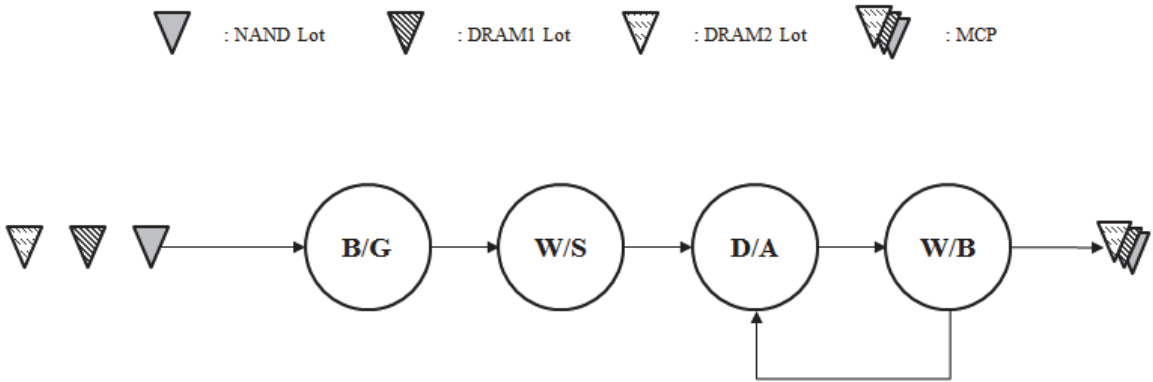 : NAND Lot : DRAM1 Lot : DRAM2 Lot : MCP
B/G W/S D/A W/B